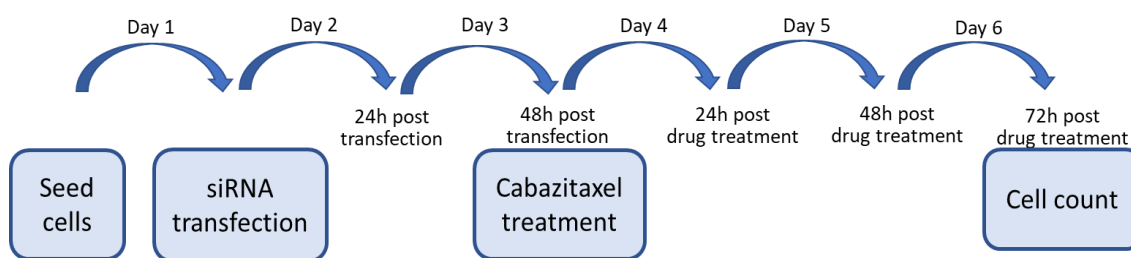 Day 1
Day 2
Day 3
Day 4
Day 5
Day 6
24h post
transfection
48h post
transfection
24h post
drug treatment
48h post
drug treatment
72h post
drug treatment
Seed
cells
siRNA
transfection
Cabazitaxel
treatment
Cell count